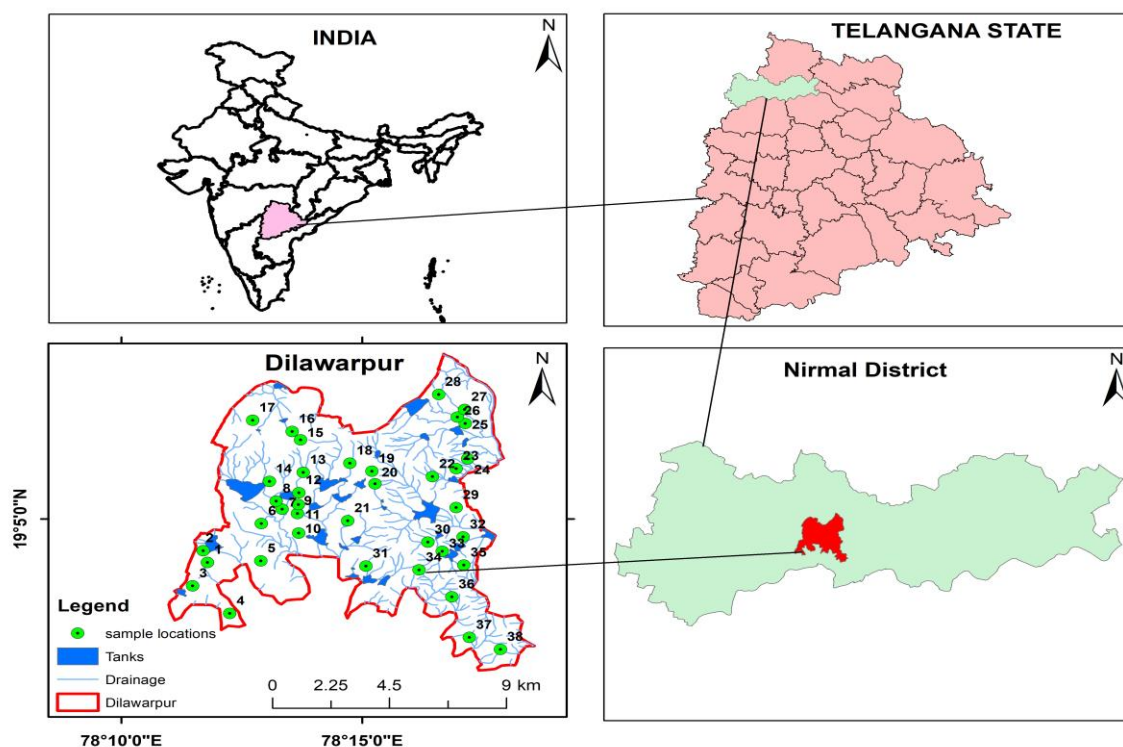 INDIA
N
TELANGANA STATE
N
Dilawarpur
N
28
27
26
25
17
16
15
18
19
20
23
22
24
14
13
12
8
9
7
6
11
10
21
29
30
32
33
35
34
31
5
2
1
3
4
36
37
38
19°5'0"N
Legend
sample locations
Tanks
Drainage
Dilawarpur
0 2.25 4.5 9 km
78°10'0"E 78°15'0"E
Nirmal District
N